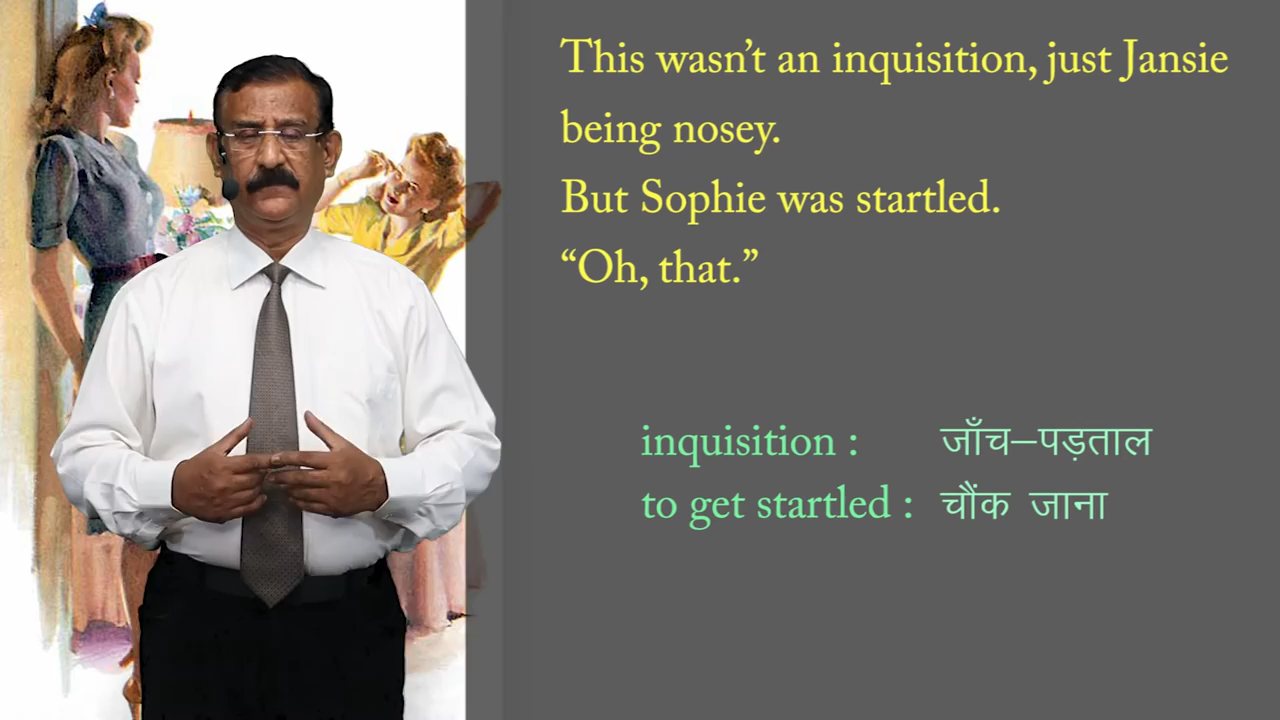 This wasn’t an inquisition, just Jansie
being nosey.
But Sophie was startled.
“Oh, that.”
inquisition : जाँच–पड़ताल
to get startled : चौंक जाना